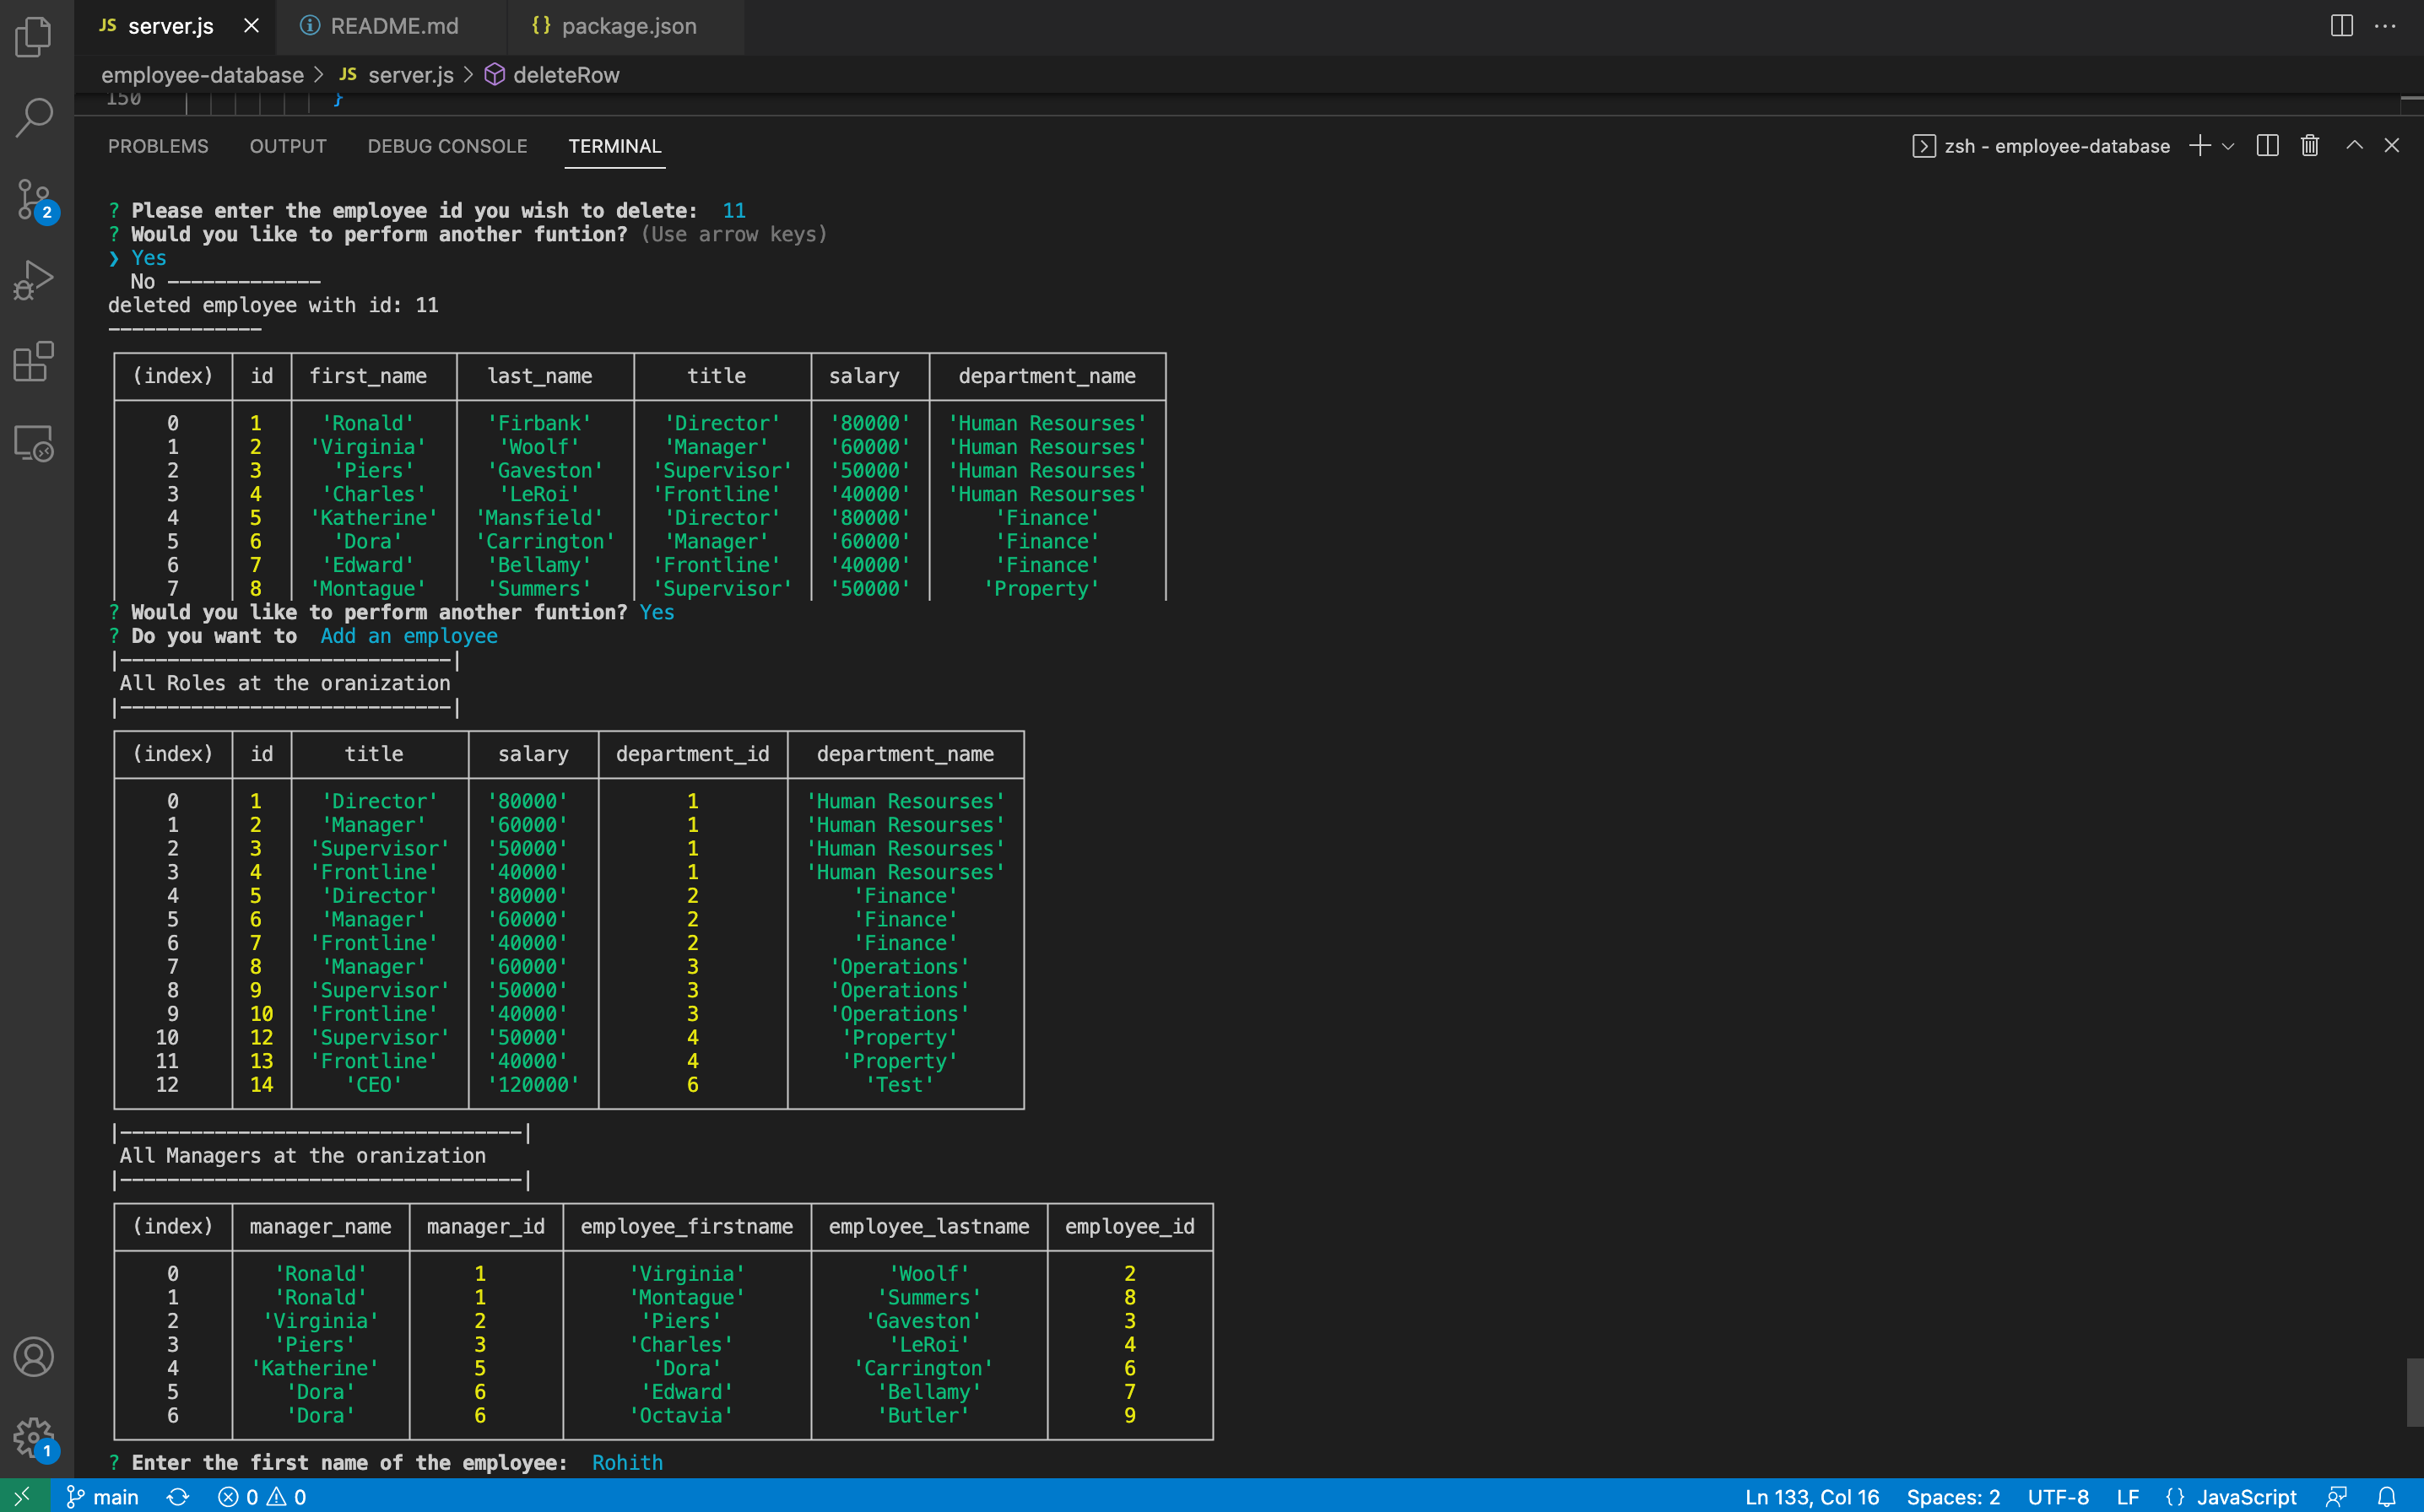 JS server.js × README.md {} package.json
employee-database > JS server.js > deleteRow
150 }
PROBLEMS OUTPUT DEBUG CONSOLE TERMINAL zsh - employee-database
? Please enter the employee id you wish to delete: 11
? Would you like to perform another funtion? (Use arrow keys)
❯ Yes
No -------------
deleted employee with id: 11
-------------
(index) id first_name last_name title salary department_name
0 1 'Ronald' 'Firbank' 'Director' '80000' 'Human Resourses'
1 2 'Virginia' 'Woolf' 'Manager' '60000' 'Human Resourses'
2 3 'Piers' 'Gaveston' 'Supervisor' '50000' 'Human Resourses'
3 4 'Charles' 'LeRoi' 'Frontline' '40000' 'Human Resourses'
4 5 'Katherine' 'Mansfield' 'Director' '80000' 'Finance'
5 6 'Dora' 'Carrington' 'Manager' '60000' 'Finance'
6 7 'Edward' 'Bellamy' 'Frontline' '40000' 'Finance'
7 8 'Montague' 'Summers' 'Supervisor' '50000' 'Property'
? Would you like to perform another funtion? Yes
? Do you want to Add an employee
|----------------------------|
All Roles at the oranization
|----------------------------|
(index) id title salary department_id department_name
0 1 'Director' '80000' 1 'Human Resourses'
1 2 'Manager' '60000' 1 'Human Resourses'
2 3 'Supervisor' '50000' 1 'Human Resourses'
3 4 'Frontline' '40000' 1 'Human Resourses'
4 5 'Director' '80000' 2 'Finance'
5 6 'Manager' '60000' 2 'Finance'
6 7 'Frontline' '40000' 2 'Finance'
7 8 'Manager' '60000' 3 'Operations'
8 9 'Supervisor' '50000' 3 'Operations'
9 10 'Frontline' '40000' 3 'Operations'
10 12 'Supervisor' '50000' 4 'Property'
11 13 'Frontline' '40000' 4 'Property'
12 14 'CEO' '120000' 6 'Test'
|----------------------------------|
All Managers at the oranization
|----------------------------------|
(index) manager_name manager_id employee_firstname employee_lastname employee_id
0 'Ronald' 1 'Virginia' 'Woolf' 2
1 'Ronald' 1 'Montague' 'Summers' 8
2 'Virginia' 2 'Piers' 'Gaveston' 3
3 'Piers' 3 'Charles' 'LeRoi' 4
4 'Katherine' 5 'Dora' 'Carrington' 6
5 'Dora' 6 'Edward' 'Bellamy' 7
6 'Dora' 6 'Octavia' 'Butler' 9
? Enter the first name of the employee: Rohith
2
1
main 0 0 Ln 133, Col 16 Spaces: 2 UTF-8 LF {} JavaScript